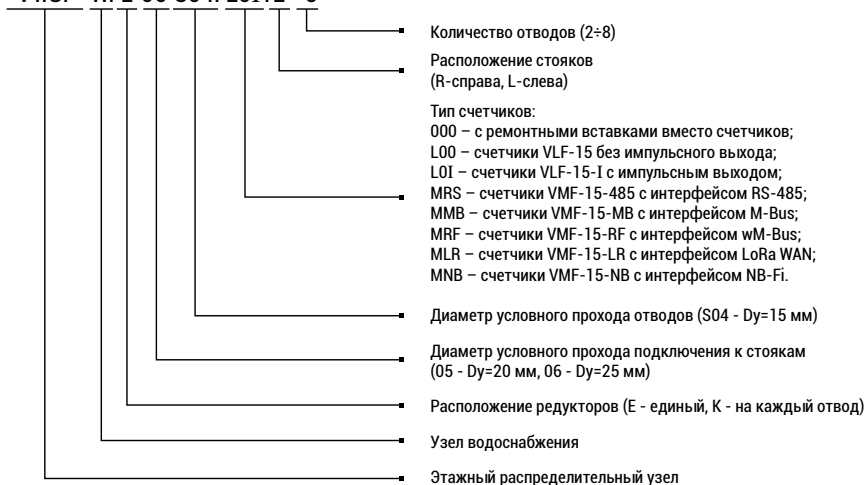 Количество отводов (2÷8)
Расположение стояков
(R-справа, L-слева)
Тип счетчиков:
000 – с ремонтными вставками вместо счетчиков;
L00 – счетчики VLF-15 без импульсного выхода;
L0I – счетчики VLF-15-I с импульсным выходом;
MRS – счетчики VMF-15-485 с интерфейсом RS-485;
MMB – счетчики VMF-15-MB с интерфейсом M-Bus;
MRF – счетчики VMF-15-RF с интерфейсом wM-Bus;
MLR – счетчики VMF-15-LR с интерфейсом LoRa WAN;
MNB – счетчики VMF-15-NB с интерфейсом NB-Fi.
Диаметр условного прохода отводов (S04 - Dy=15 мм)
Диаметр условного прохода подключения к стоякам
(05 - Dy=20 мм, 06 - Dy=25 мм)
Расположение редукторов (E - единый, K - на каждый отвод)
Узел водоснабжения
Этажный распределительный узел